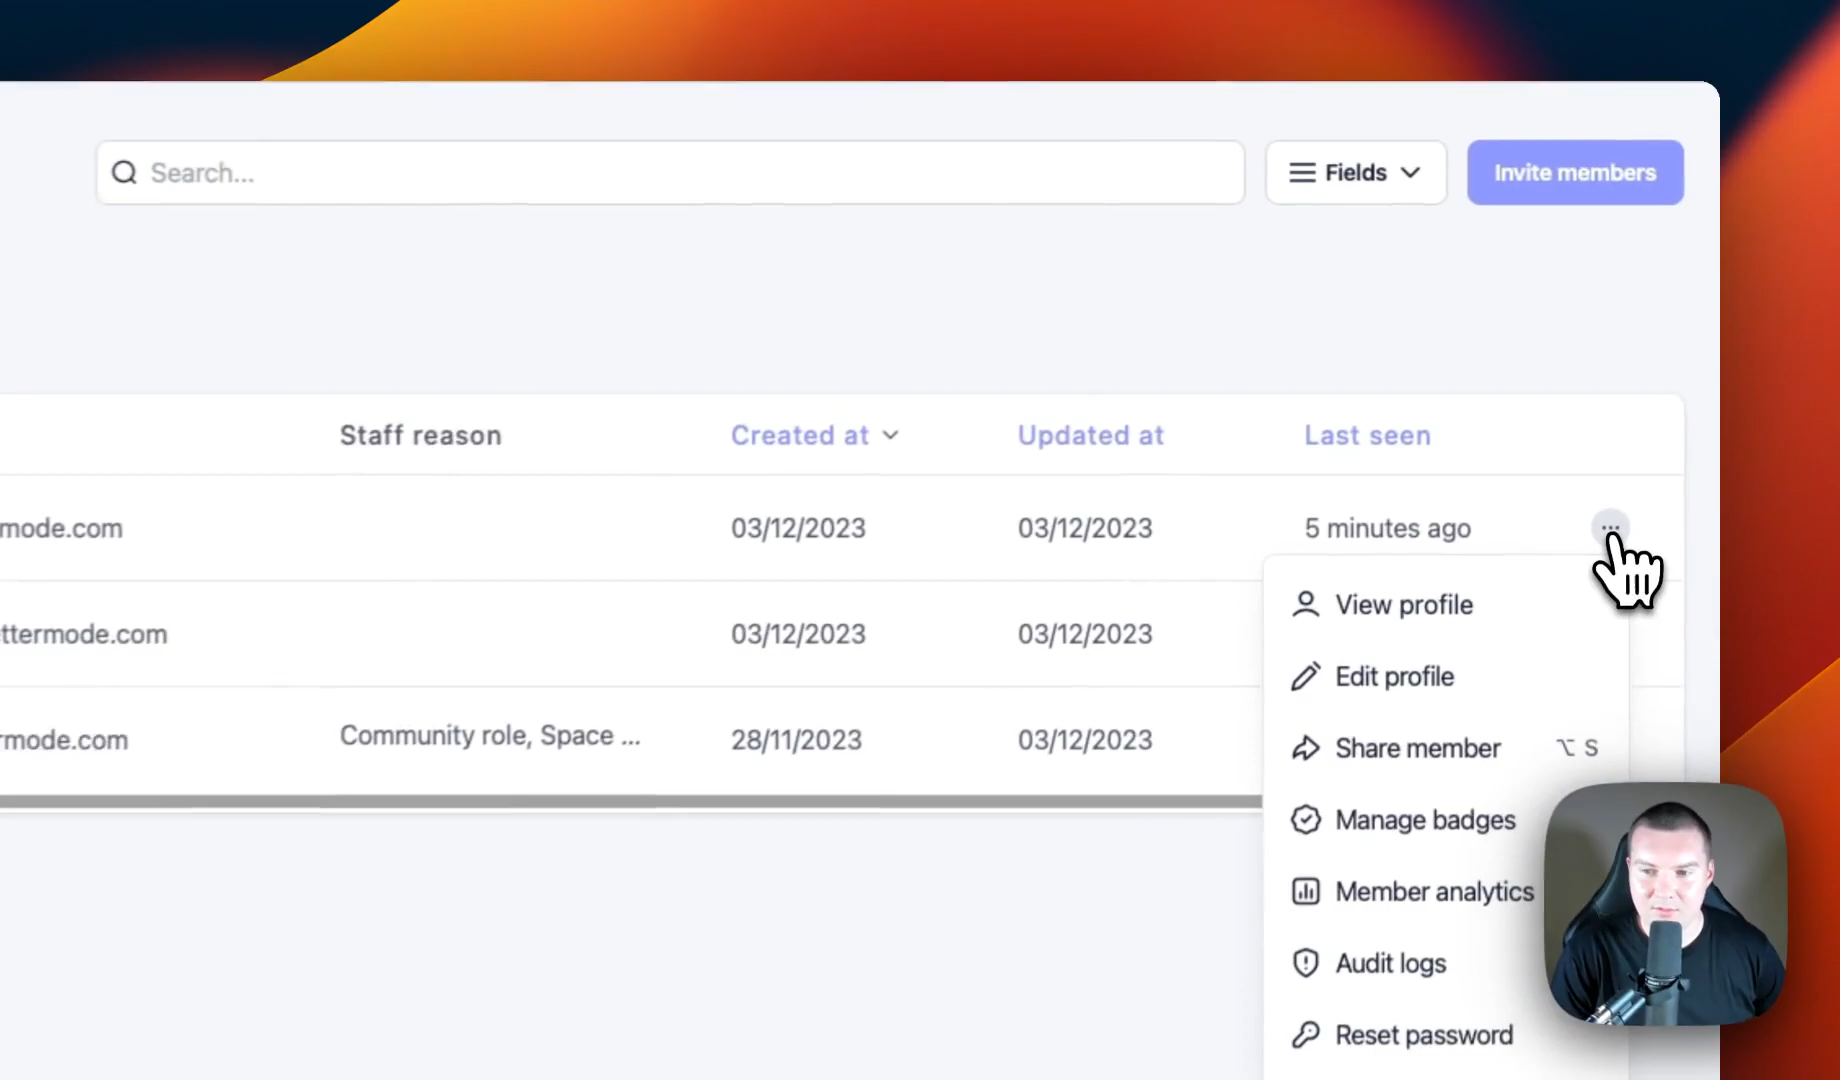 Search...
Fields
Invite members
Staff reason
Created at
Updated at
Last seen
mode.com
03/12/2023
03/12/2023
5 minutes ago
ttermode.com
03/12/2023
03/12/2023
rmode.com
Community role, Space ...
28/11/2023
03/12/2023
View profile
Edit profile
Share member
⌥ S
Manage badges
Member analytics
Audit logs
Reset password